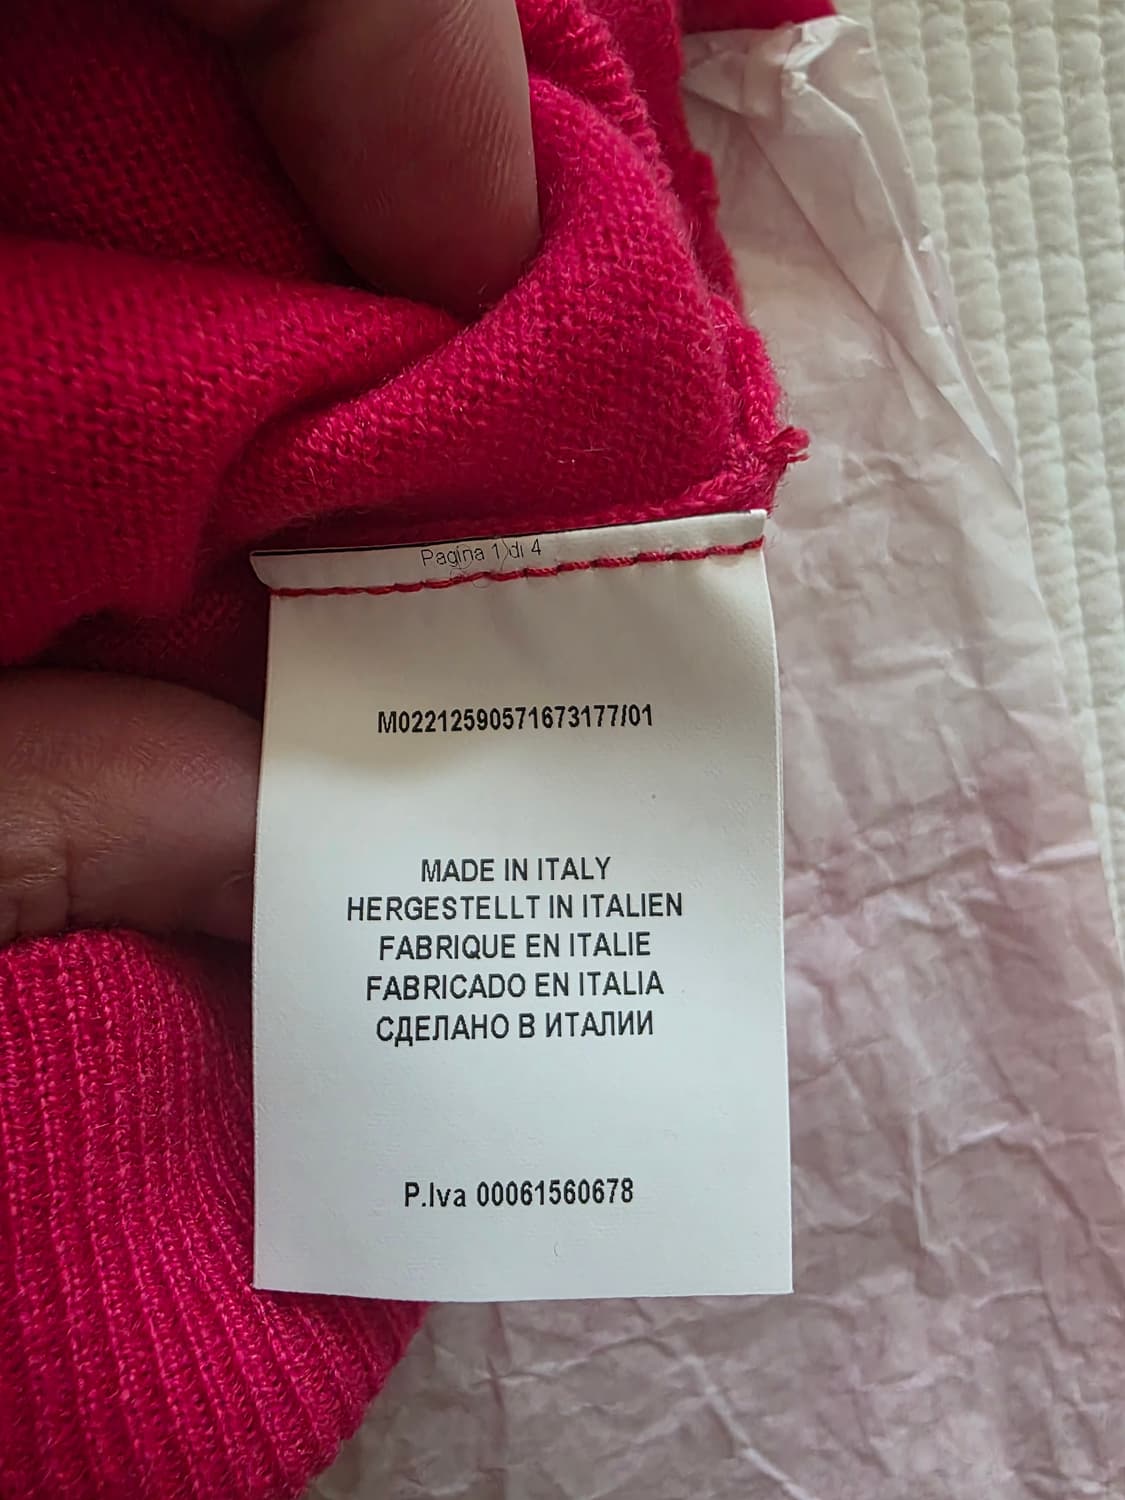 Pagina 1 di 4
M02212590571673177/01
MADE IN ITALY
HERGESTELLT IN ITALIEN
FABRIQUE EN ITALIE
FABRICADO EN ITALIA
СДЕЛАНО В ИТАЛИИ
P.Iva 00061560678